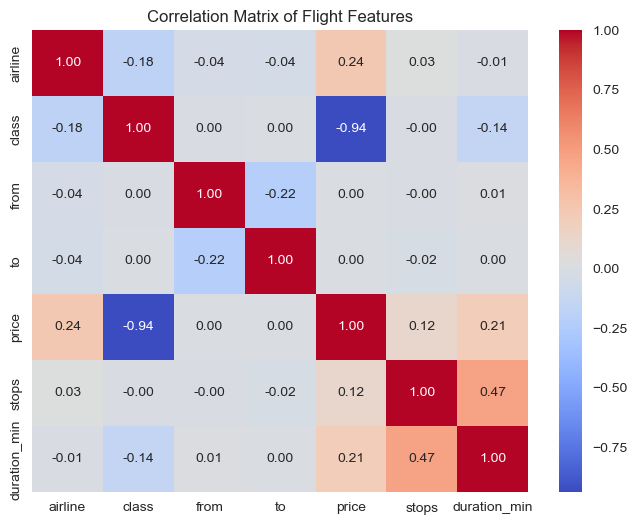 Correlation Matrix of Flight Features
airline 1.00 -0.18 -0.04 -0.04 0.24 0.03 -0.01
class -0.18 1.00 0.00 0.00 -0.94 -0.00 -0.14
from -0.04 0.00 1.00 -0.22 0.00 -0.00 0.01
to -0.04 0.00 -0.22 1.00 0.00 -0.02 0.00
price 0.24 -0.94 0.00 0.00 1.00 0.12 0.21
stops 0.03 -0.00 -0.00 -0.02 0.12 1.00 0.47
duration_min -0.01 -0.14 0.01 0.00 0.21 0.47 1.00
airline class from to price stops duration_min
1.00
0.75
0.50
0.25
0.00
−0.25
−0.50
−0.75